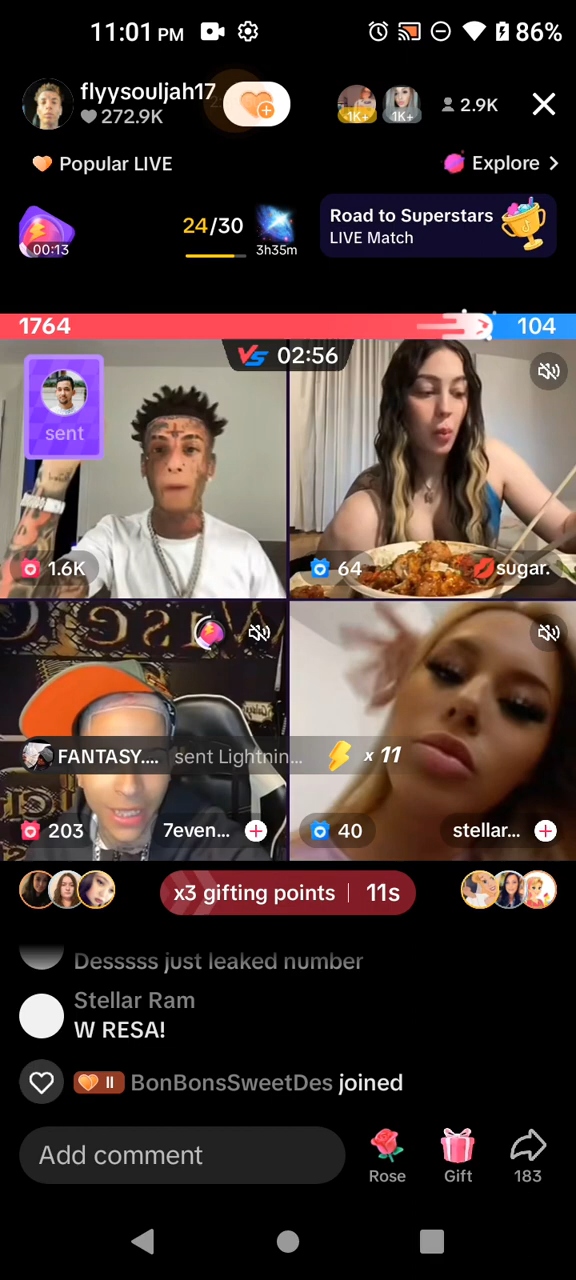 11:01 PM
86%
flyysouljah17
272.9K
1K+
1K+
2.9K
Popular LIVE
Explore >
00:13
24/30
3h35m
Road to Superstars
LIVE Match
1764
104
VS 02:56
sent
1.6K
64
sugar.
FANTASY.... sent Lightnin... x 11
203
7even...
40
stellar...
x3 gifting points | 11s
Desssss just leaked number
Stellar Ram
W RESA!
II BonBonsSweetDes joined
Add comment
Rose
Gift
183